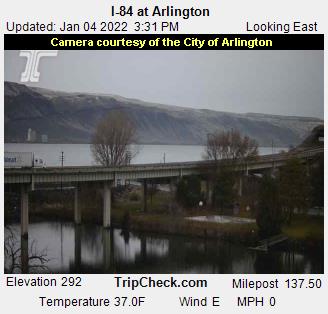 I-84 at Arlington
Updated: Jan 04 2022 3:31 PM Looking East
Camera courtesy of the City of Arlington
Elevation 292 TripCheck.com Milepost 137.50
Temperature 37.0F Wind E MPH 0